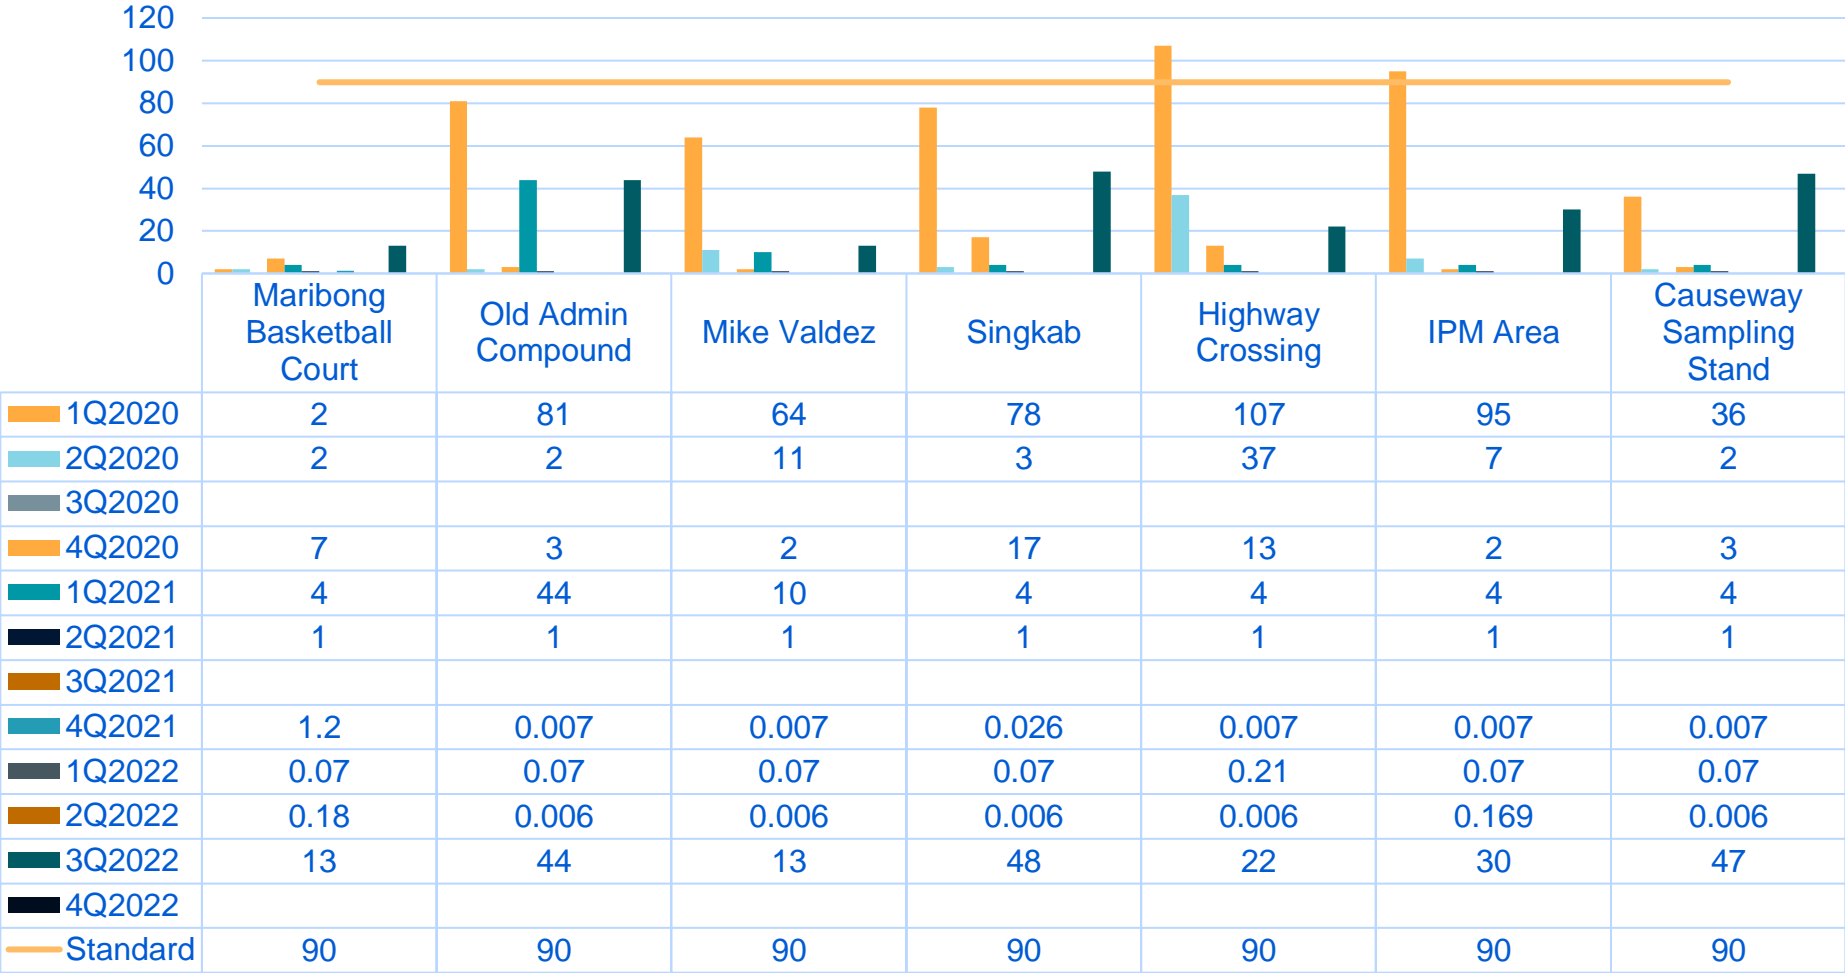 120
100
80
60
40
20
0
Maribong
Basketball
Court
Old Admin
Compound
Mike Valdez
Singkab
Highway
Crossing
IPM Area
Causeway
Sampling
Stand
1Q2020 2 81 64 78 107 95 36
2Q2020 2 2 11 3 37 7 2
3Q2020
4Q2020 7 3 2 17 13 2 3
1Q2021 4 44 10 4 4 4 4
2Q2021 1 1 1 1 1 1 1
3Q2021
4Q2021 1.2 0.007 0.007 0.026 0.007 0.007 0.007
1Q2022 0.07 0.07 0.07 0.07 0.21 0.07 0.07
2Q2022 0.18 0.006 0.006 0.006 0.006 0.169 0.006
3Q2022 13 44 13 48 22 30 47
4Q2022
Standard 90 90 90 90 90 90 90